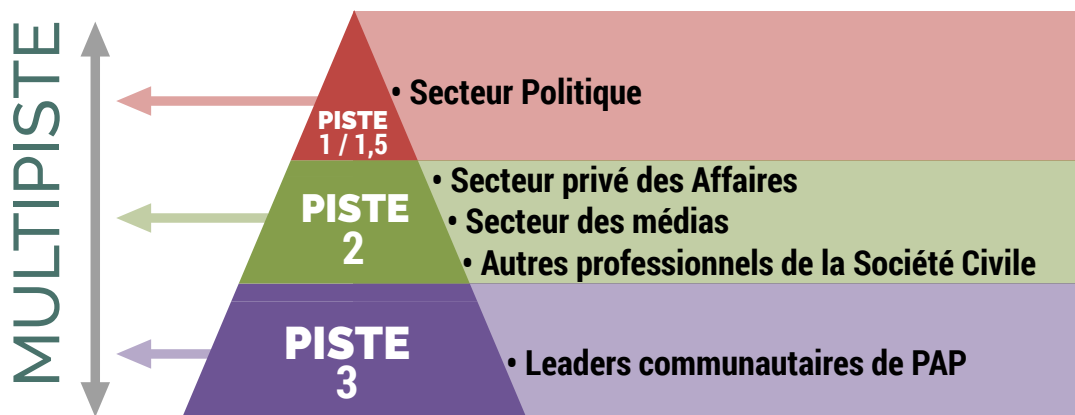 MULTIPISTE
PISTE
1 / 1,5
• Secteur Politique
PISTE
2
• Secteur privé des Affaires
• Secteur des médias
• Autres professionnels de la Société Civile
PISTE
3
• Leaders communautaires de PAP